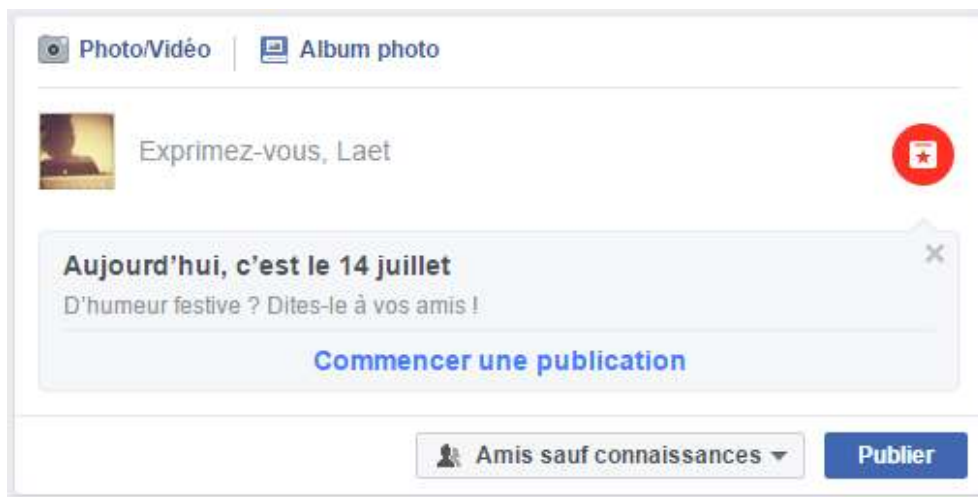 Photo/Vidéo Album photo
Exprimez-vous, Laet
Aujourd'hui, c'est le 14 juillet
D'humeur festive ? Dites-le à vos amis !
Commencer une publication
Amis sauf connaissances
Publier